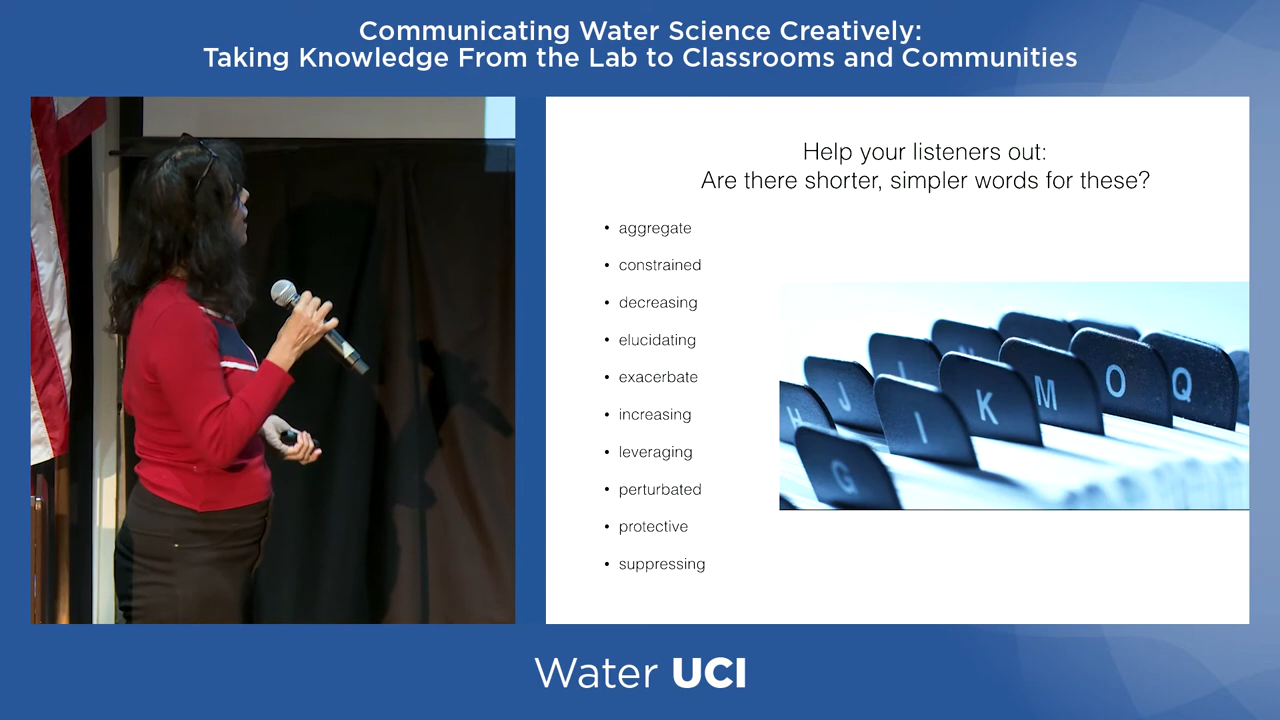 Communicating Water Science Creatively:
Taking Knowledge From the Lab to Classrooms and Communities
Help your listeners out:
Are there shorter, simpler words for these?
• aggregate
• constrained
• decreasing
• elucidating
• exacerbate
• increasing
• leveraging
• perturbated
• protective
• suppressing
H J I K M O Q
G
Water UCI